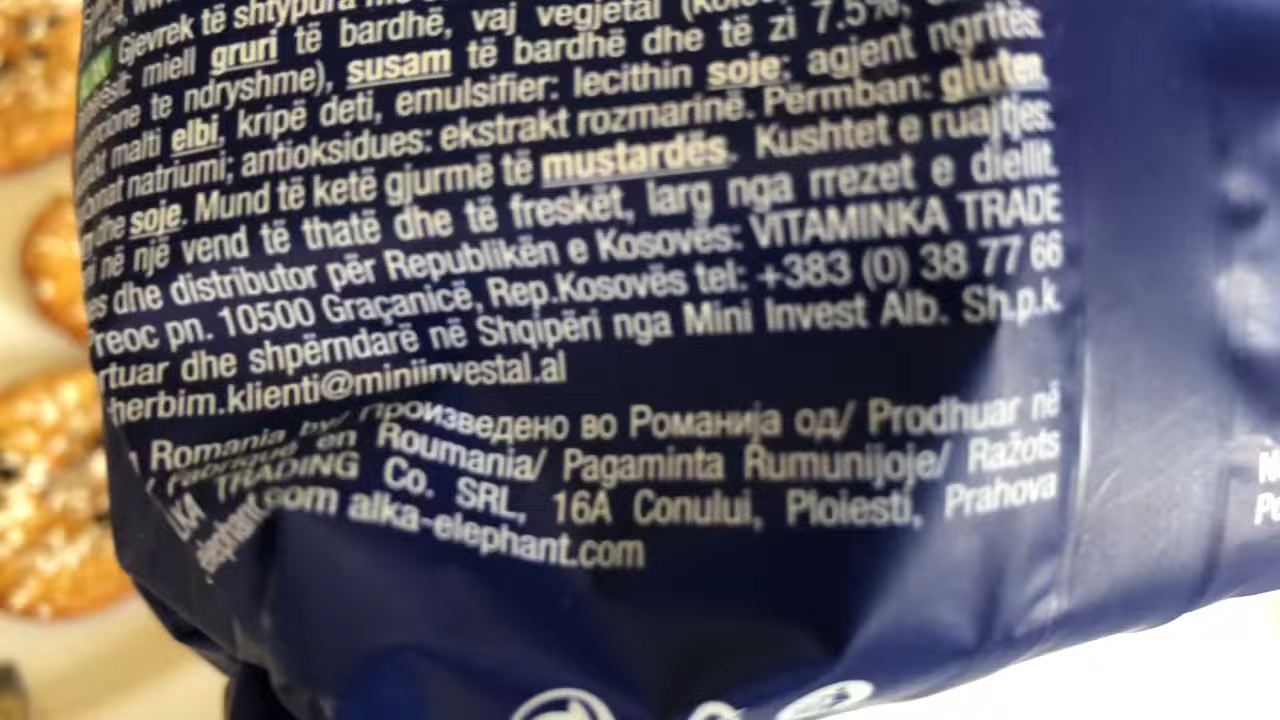 Gjevrek të shtypura
miell gruri të bardhë, vaj vegjetal
ndryshme), susam të bardhë dhe të zi 7.5%,
malti elbi, kripë deti, emulsifier: lecithin soje; agjent ngritës:
natriumi; antioksidues: ekstrakt rozmarinë. Përmban: gluten,
dhe soje. Mund të ketë gjurmë të mustardës. Kushtet e ruajtjes:
në një vend të thatë dhe të freskët, larg nga rrezet e diellit.
dhe distributor për Republikën e Kosovës: VITAMINKA TRADE
pn. 10500 Graçanicë, Rep.Kosovës tel: +383 (0) 38 77 66
dhe shpërndarë në Shqipëri nga Mini Invest Alb. Sh.p.k.
herbim.klienti@miniinvestal.al
Romania by/ произведено во Романија од/ Prodhuar në
en Roumania/ Pagaminta Rumunijoje/ Ražots
TRADING Co. SRL, 16A Conului, Ploiesti, Prahova
alka-elephant.com